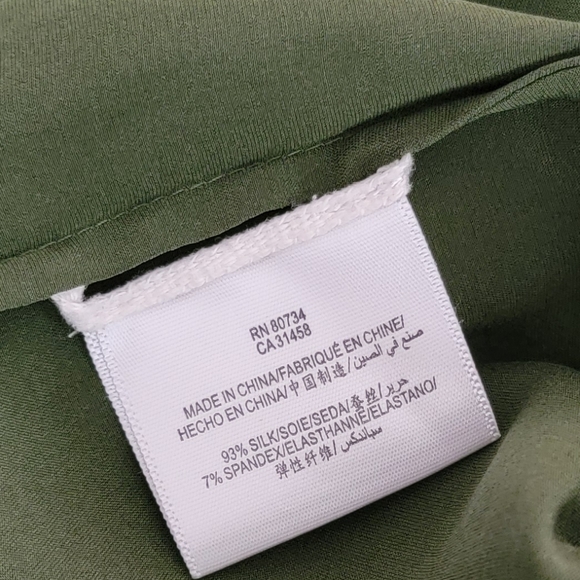 RN 80734
CA 31458
MADE IN CHINA/FABRIQUÉ EN CHINE/
HECHO EN CHINA/中国制造/صنع في الصين/
93% SILK/SOIE/SEDA/蚕丝/حرير/
7% SPANDEX/ELASTHANNE/ELASTANO/
弹性纤维/سباندكس